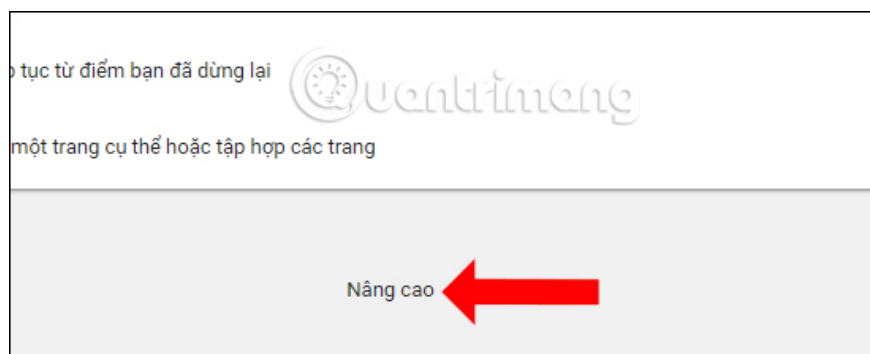 tục từ điểm bạn đã dừng lại
Quantrimang
một trang cụ thể hoặc tập hợp các trang
Nâng cao